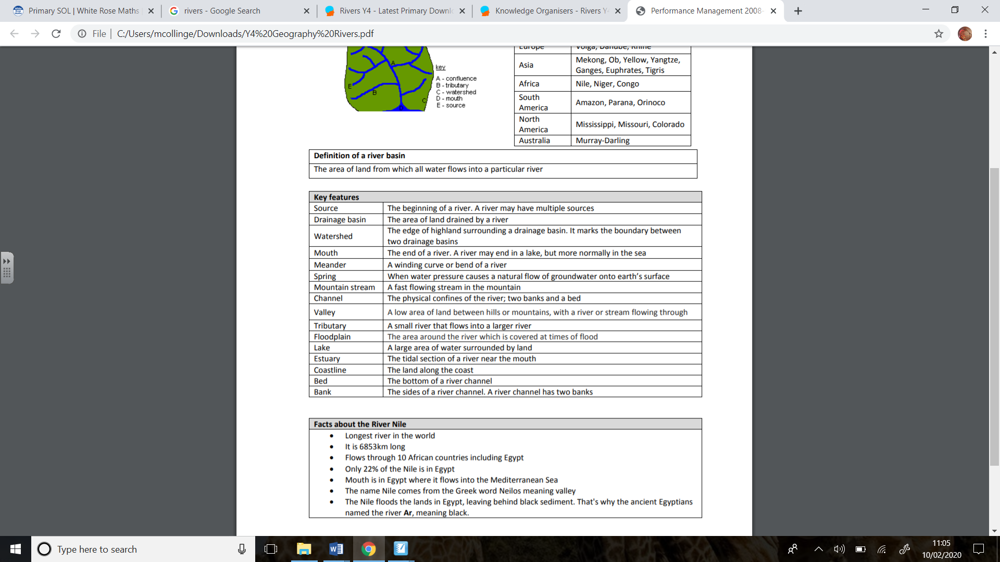 Primary SOL | White Rose Maths
rivers - Google Search
Rivers Y4 - Latest Primary Downl
Knowledge Organisers - Rivers Y4
Performance Management 2008-
File
C:/Users/mcollinge/Downloads/Y4%20Geography%20Rivers.pdf
A
E
B
C
key
A - confluence
B - tributary
C - watershed
D - mouth
E - source
Europe Volga, Danube, Rhine
Asia Mekong, Ob, Yellow, Yangtze,
Ganges, Euphrates, Tigris
Africa Nile, Niger, Congo
South
America
Amazon, Parana, Orinoco
North
America
Mississippi, Missouri, Colorado
Australia Murray-Darling
Definition of a river basin
The area of land from which all water flows into a particular river
Key features
Source The beginning of a river. A river may have multiple sources
Drainage basin The area of land drained by a river
Watershed The edge of highland surrounding a drainage basin. It marks the boundary between
two drainage basins
Mouth The end of a river. A river may end in a lake, but more normally in the sea
Meander A winding curve or bend of a river
Spring When water pressure causes a natural flow of groundwater onto earth’s surface
Mountain stream A fast flowing stream in the mountain
Channel The physical confines of the river; two banks and a bed
Valley A low area of land between hills or mountains, with a river or stream flowing through
Tributary A small river that flows into a larger river
Floodplain The area around the river which is covered at times of flood
Lake A large area of water surrounded by land
Estuary The tidal section of a river near the mouth
Coastline The land along the coast
Bed The bottom of a river channel
Bank The sides of a river channel. A river channel has two banks
Facts about the River Nile
• Longest river in the world
• It is 6853km long
• Flows through 10 African countries including Egypt
• Only 22% of the Nile is in Egypt
• Mouth is in Egypt where it flows into the Mediterranean Sea
• The name Nile comes from the Greek word Neilos meaning valley
• The Nile floods the lands in Egypt, leaving behind black sediment. That's why the ancient Egyptians
named the river Ar, meaning black.
Type here to search
11:05
10/02/2020